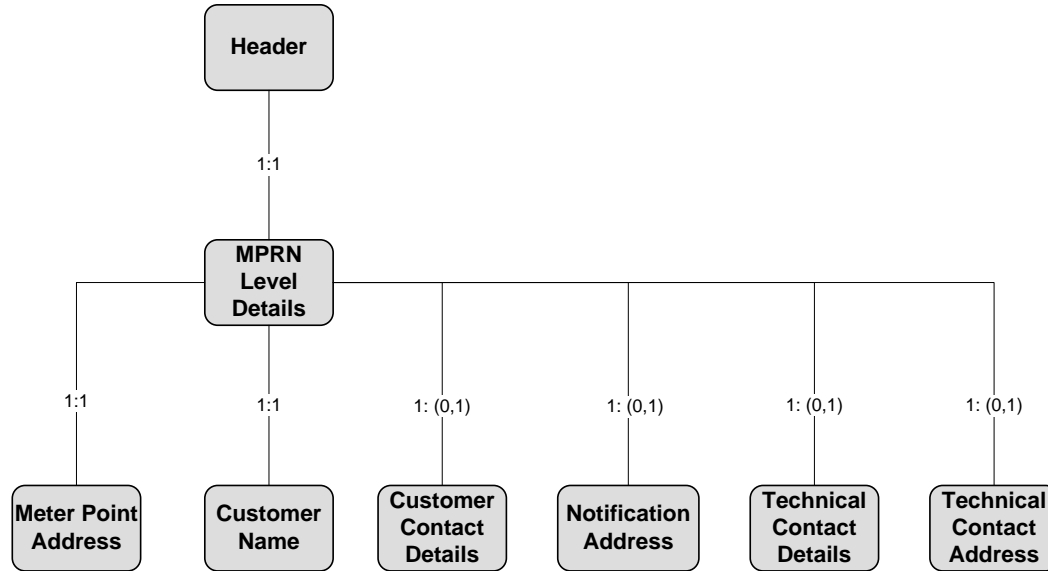 Header
1:1
MPRN
Level
Details
1:1
1:1
1: (0,1)
1: (0,1)
1: (0,1)
1: (0,1)
Meter Point
Address
Customer
Name
Customer
Contact
Details
Notification
Address
Technical
Contact
Details
Technical
Contact
Address